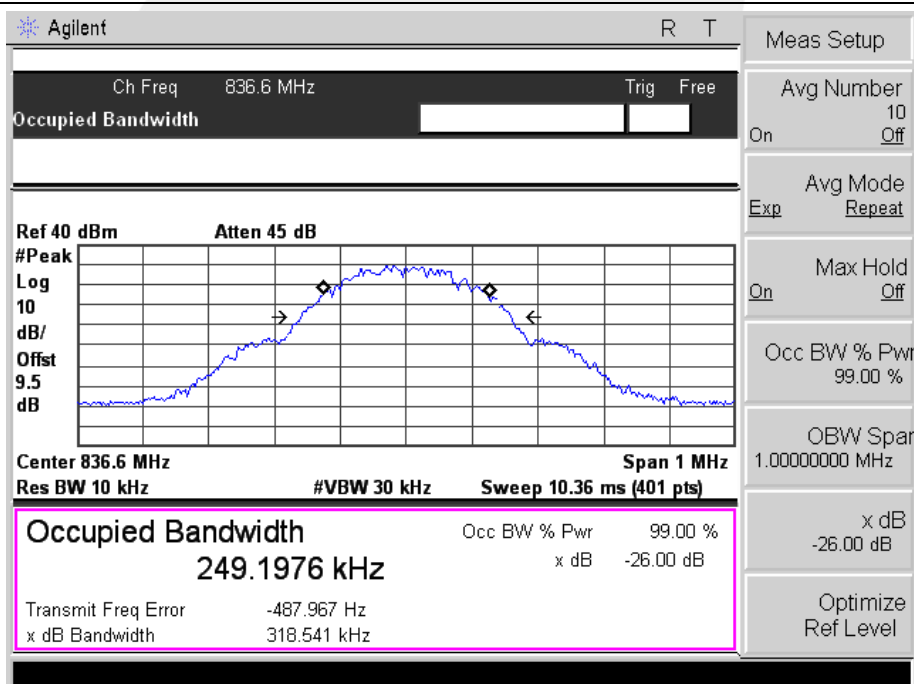 Agilent R T
Ch Freq 836.6 MHz Trig Free
Occupied Bandwidth
Ref 40 dBm Atten 45 dB
#Peak
Log
10
dB/
Offst
9.5
dB
Center 836.6 MHz Span 1 MHz
Res BW 10 kHz #VBW 30 kHz Sweep 10.36 ms (401 pts)
Occupied Bandwidth
249.1976 kHz
Occ BW % Pwr 99.00 %
x dB -26.00 dB
Transmit Freq Error -487.967 Hz
x dB Bandwidth 318.541 kHz
Meas Setup
Avg Number
10
On Off
Avg Mode
Exp Repeat
Max Hold
On Off
Occ BW % Pwr
99.00 %
OBW Span
1.00000000 MHz
x dB
-26.00 dB
Optimize
Ref Level